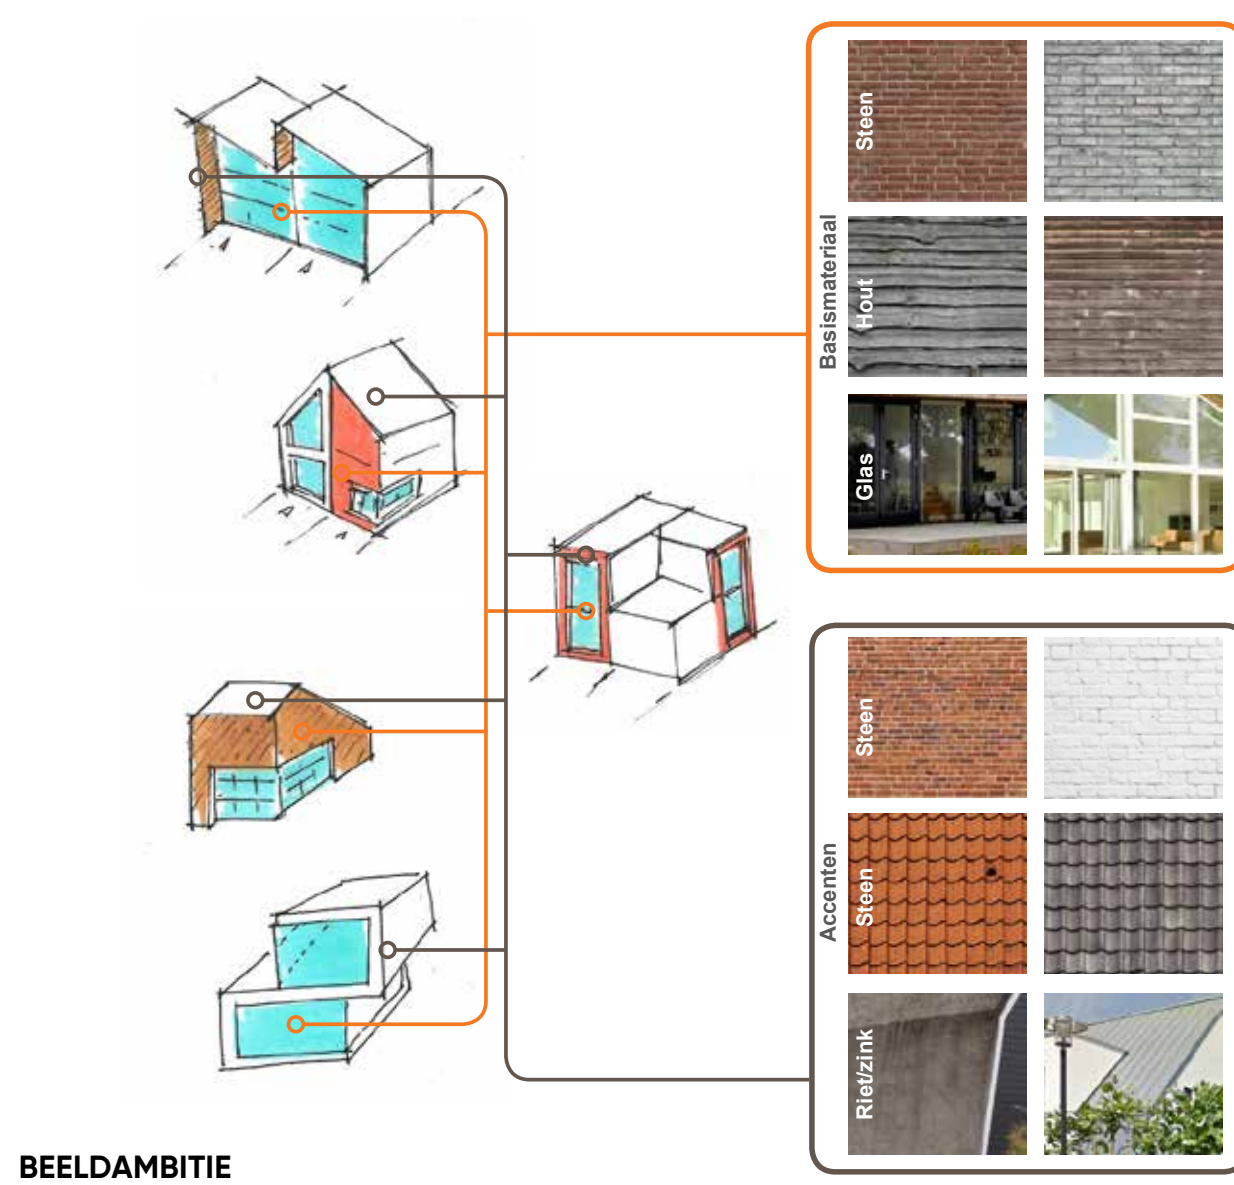 Basismateriaal
Steen
Hout
Glas
Accenten
Steen
Steen
Riet/zink
BEELDAMBITIE